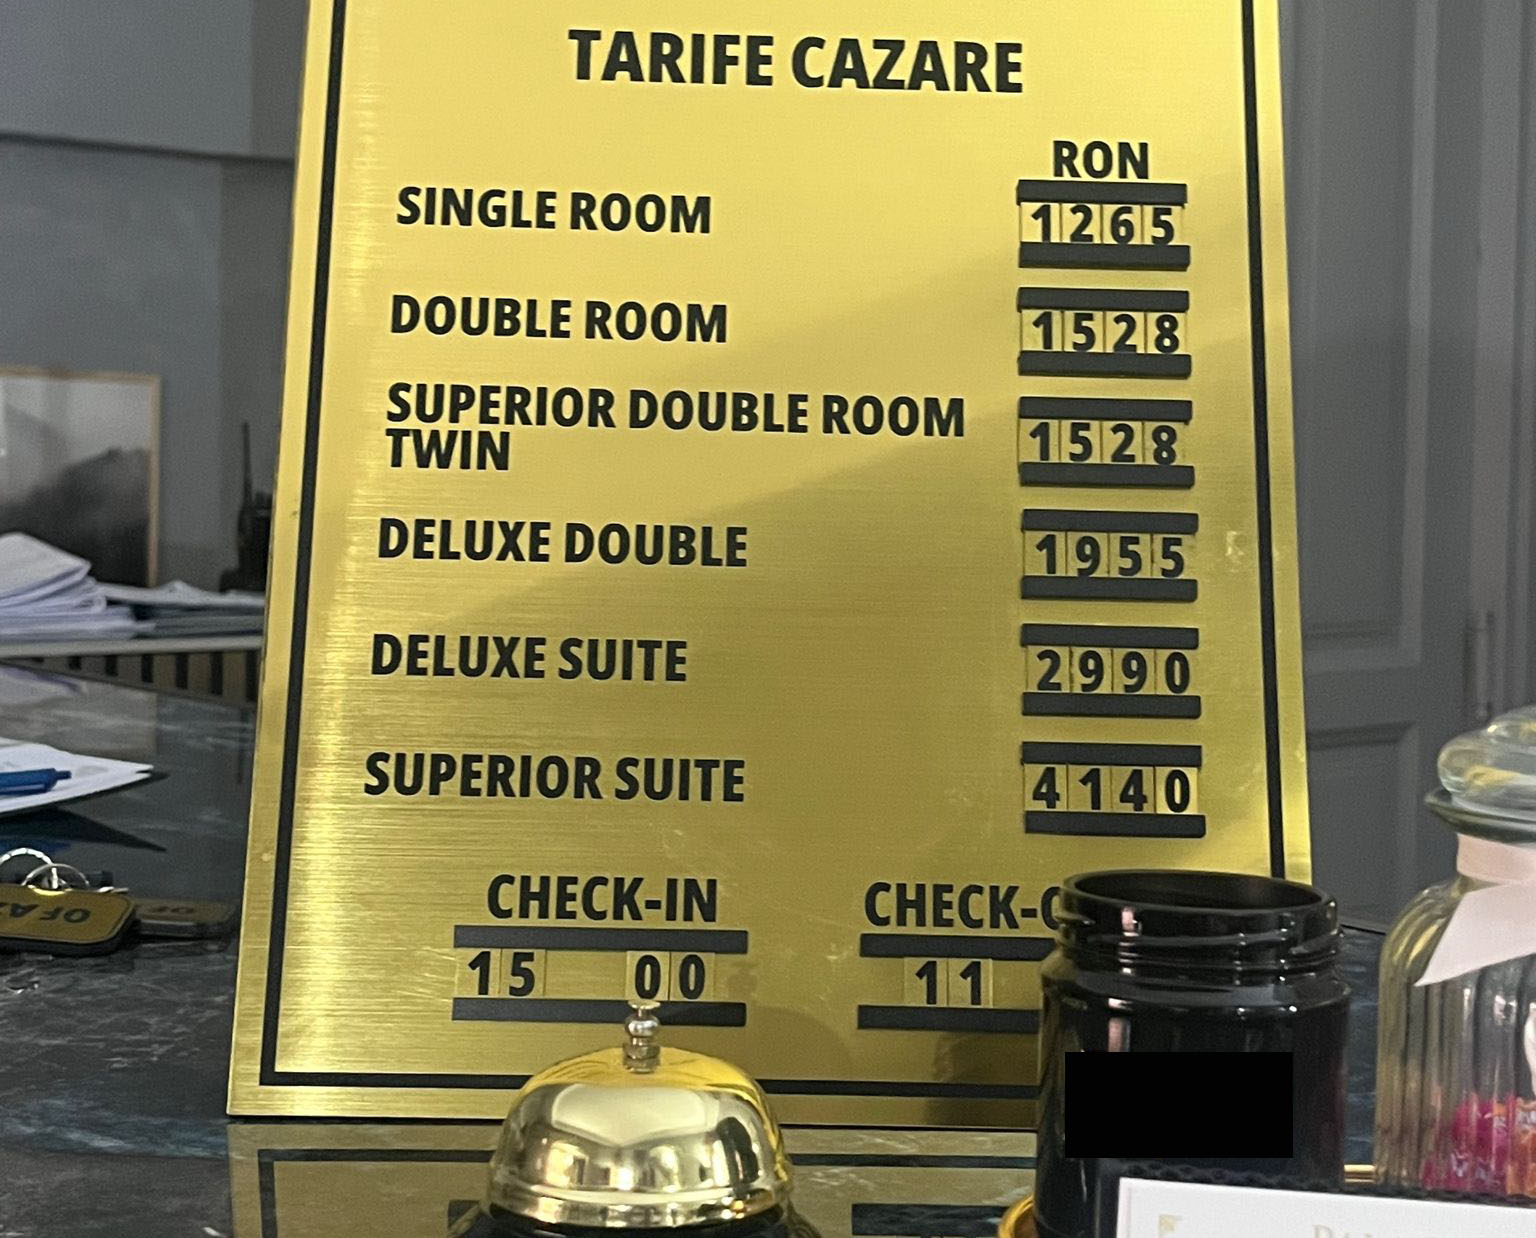 TARIFE CAZARE
RON
SINGLE ROOM 1265
DOUBLE ROOM 1528
SUPERIOR DOUBLE ROOM
TWIN 1528
DELUXE DOUBLE 1955
DELUXE SUITE 2990
SUPERIOR SUITE 4140
CHECK-IN CHECK-
15 00 11